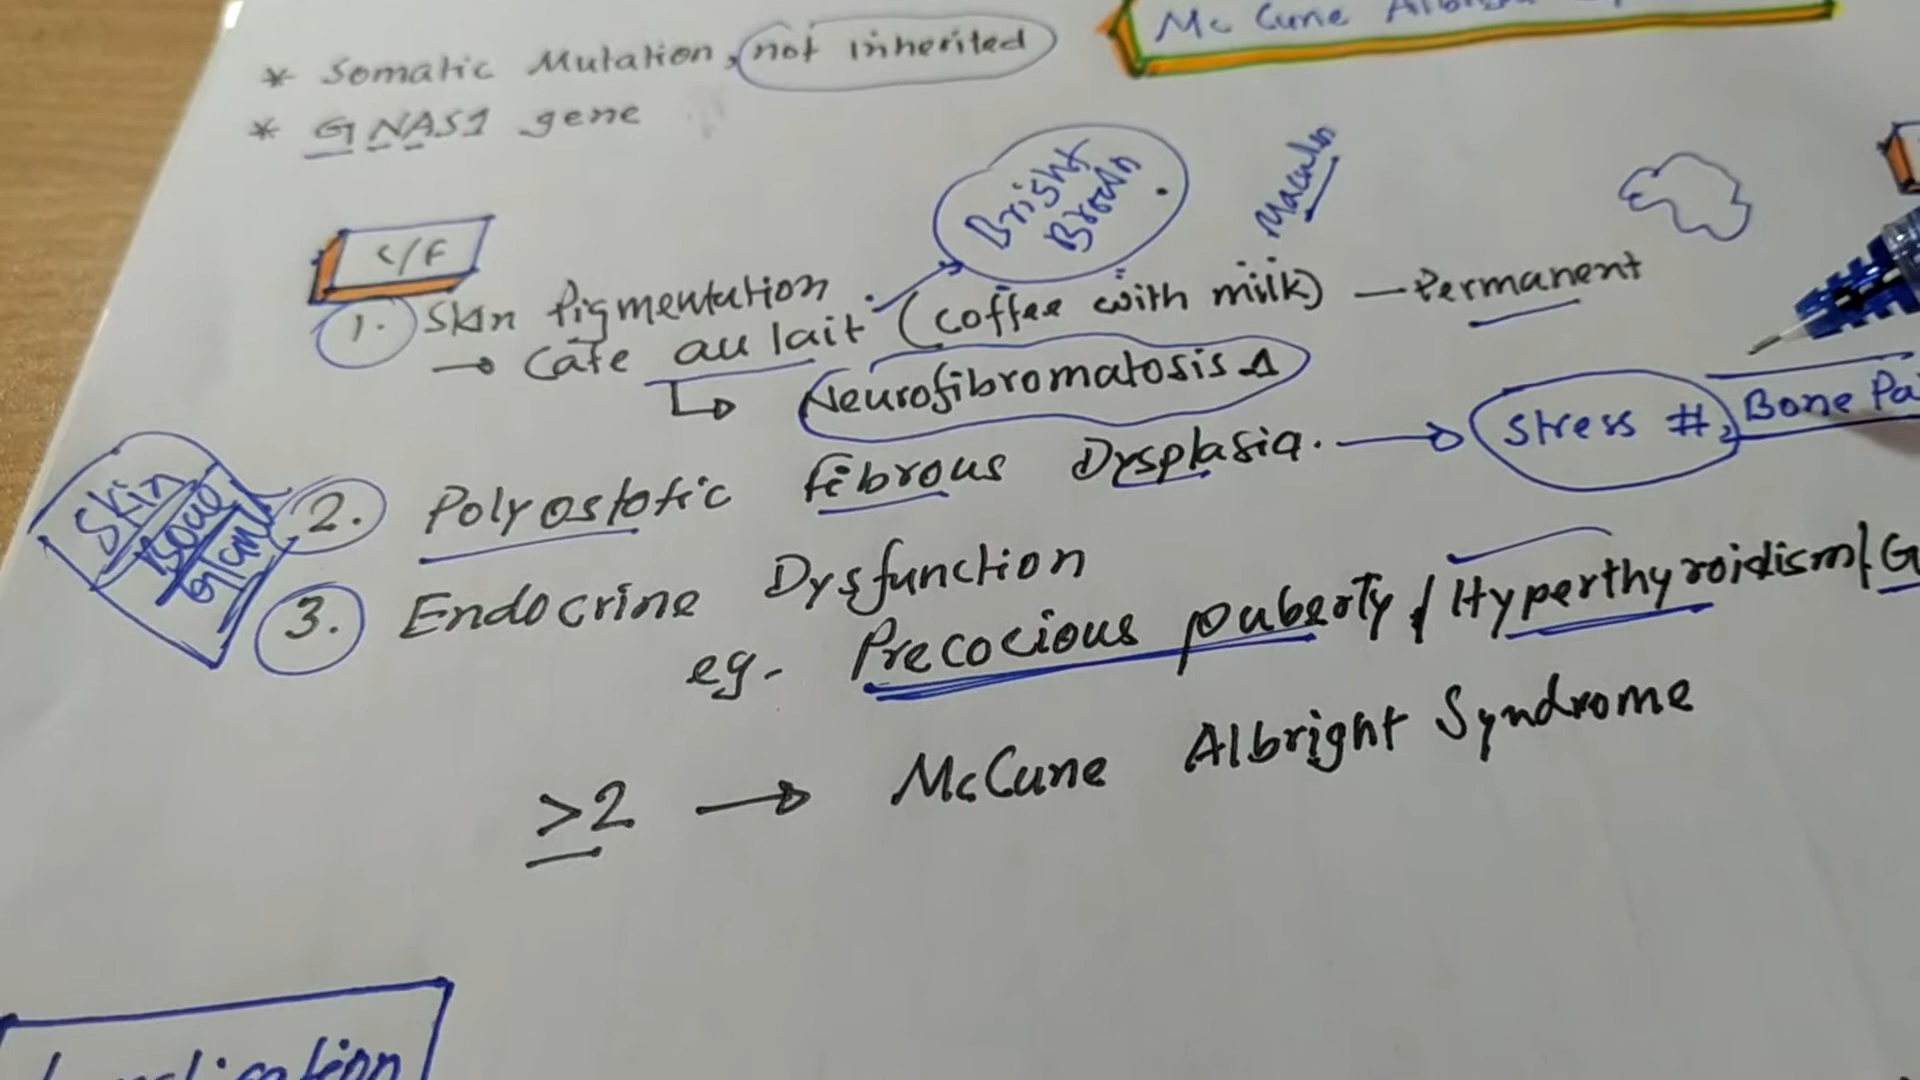 Mc Cune
* Somatic Mutation, not inherited
* GNAS1 gene
Bright
Brown
Macules
C/F
1. Skin Pigmentation
→ Cafe au lait (coffee with milk) — Permanent
↳ Neurofibromatosis 1
2. Polyostotic fibrous Dysplasia. → Stress #, Bone Pa
Skin
Bone
3. Endocrine Dysfunction
eg. Precocious puberty / Hyperthyroidism / G
≥2 → McCune Albright Syndrome